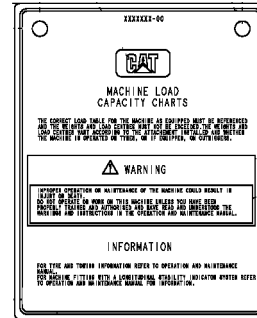 XXXXXXX-00
CAT
MACHINE LOAD
CAPACITY CHARTS
THE CORRECT LOAD TABLE FOR THE MACHINE AS EQUIPPED MUST BE REFERENCED
AND THE WEIGHTS AND LOAD CENTRES MUST NOT BE EXCEEDED. THE WEIGHTS AND
LOAD CENTRES VARY ACCORDING TO THE ATTACHEMENT INSTALLED AND WHETHER
THE MACHINE IS OPERATED ON TYRES, OR IF EQUIPPED, ON OUTRIGGERS.
WARNING
IMPROPER OPERATION OR MAINTENANCE OF THE MACHINE COULD RESULT IN
INJURY OR DEATH.
DO NOT OPERATE OR WORK ON THIS MACHINE UNLESS YOU HAVE BEEN
PROPERLY TRAINED AND AUTHORISED AND HAVE READ AND UNDERSTOOD THE
WARNINGS AND INSTRUCTIONS IN THE OPERATION AND MAINTENANCE MANUAL.
INFORMATION
FOR TYRE AND TOWING INFORMATION REFER TO OPERATION AND MAINTENANCE
MANUAL.
FOR MACHINE FITTING WITH A LONGITUDINAL STABILITY INDICATOR SYSTEM REFER
TO OPERATION AND MAINTENANCE MANUAL FOR INFORMATION.